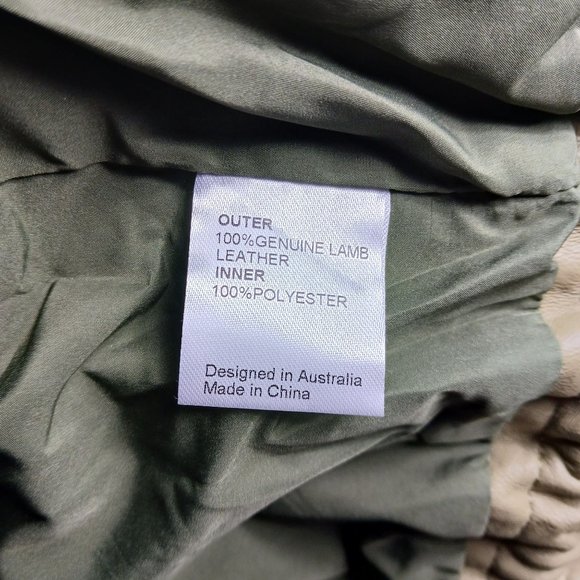 OUTER
100%GENUINE LAMB
LEATHER
INNER
100%POLYESTER
Designed in Australia
Made in China